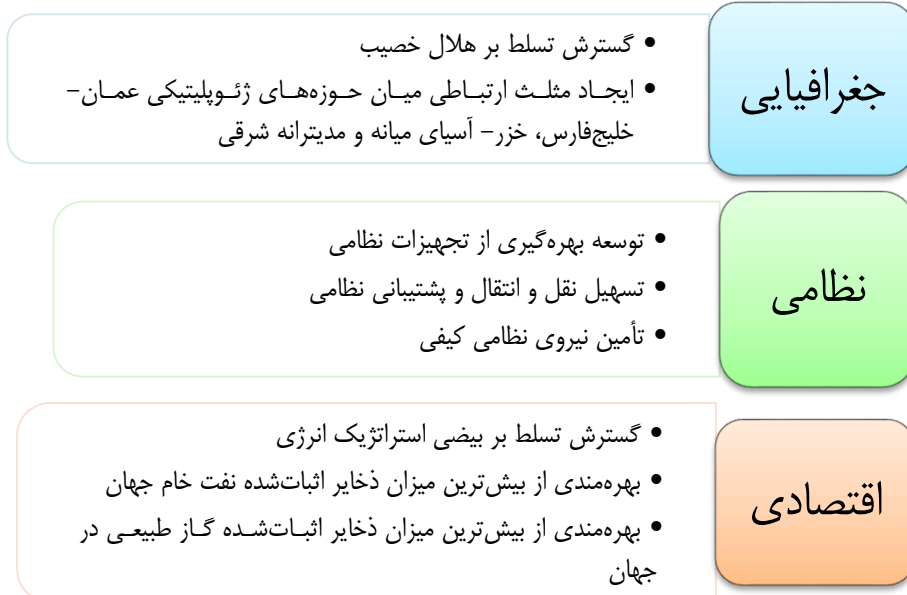 جغرافیایی
• گسترش تسلط بر هلال خصیب
• ایجاد مثلث ارتباطی میان حوزه‌های ژئوپلیتیکی عمان-
خلیج‌فارس، خزر- آسیای میانه و مدیترانه شرقی
نظامی
• توسعه بهره‌گیری از تجهیزات نظامی
• تسهیل نقل و انتقال و پشتیبانی نظامی
• تأمین نیروی نظامی کیفی
اقتصادی
• گسترش تسلط بر بیضی استراتژیک انرژی
• بهره‌مندی از بیش‌ترین میزان ذخایر اثبات‌شده نفت خام جهان
• بهره‌مندی از بیش‌ترین میزان ذخایر اثبات‌شده گاز طبیعی در
جهان